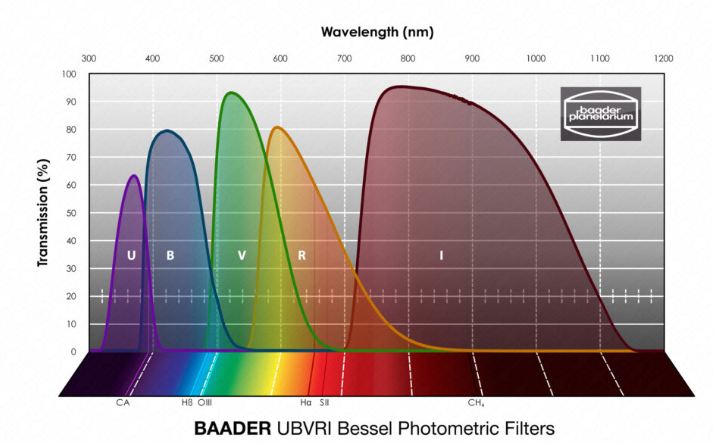 Wavelength (nm)
300 400 500 600 700 800 900 1000 1100 1200
Transmission (%)
100
90
80
70
60
50
40
30
20
10
0
baader
planetarium
U B V R I
CA Hß OIII Hα SII CH₄
BAADER UBVRI Bessel Photometric Filters